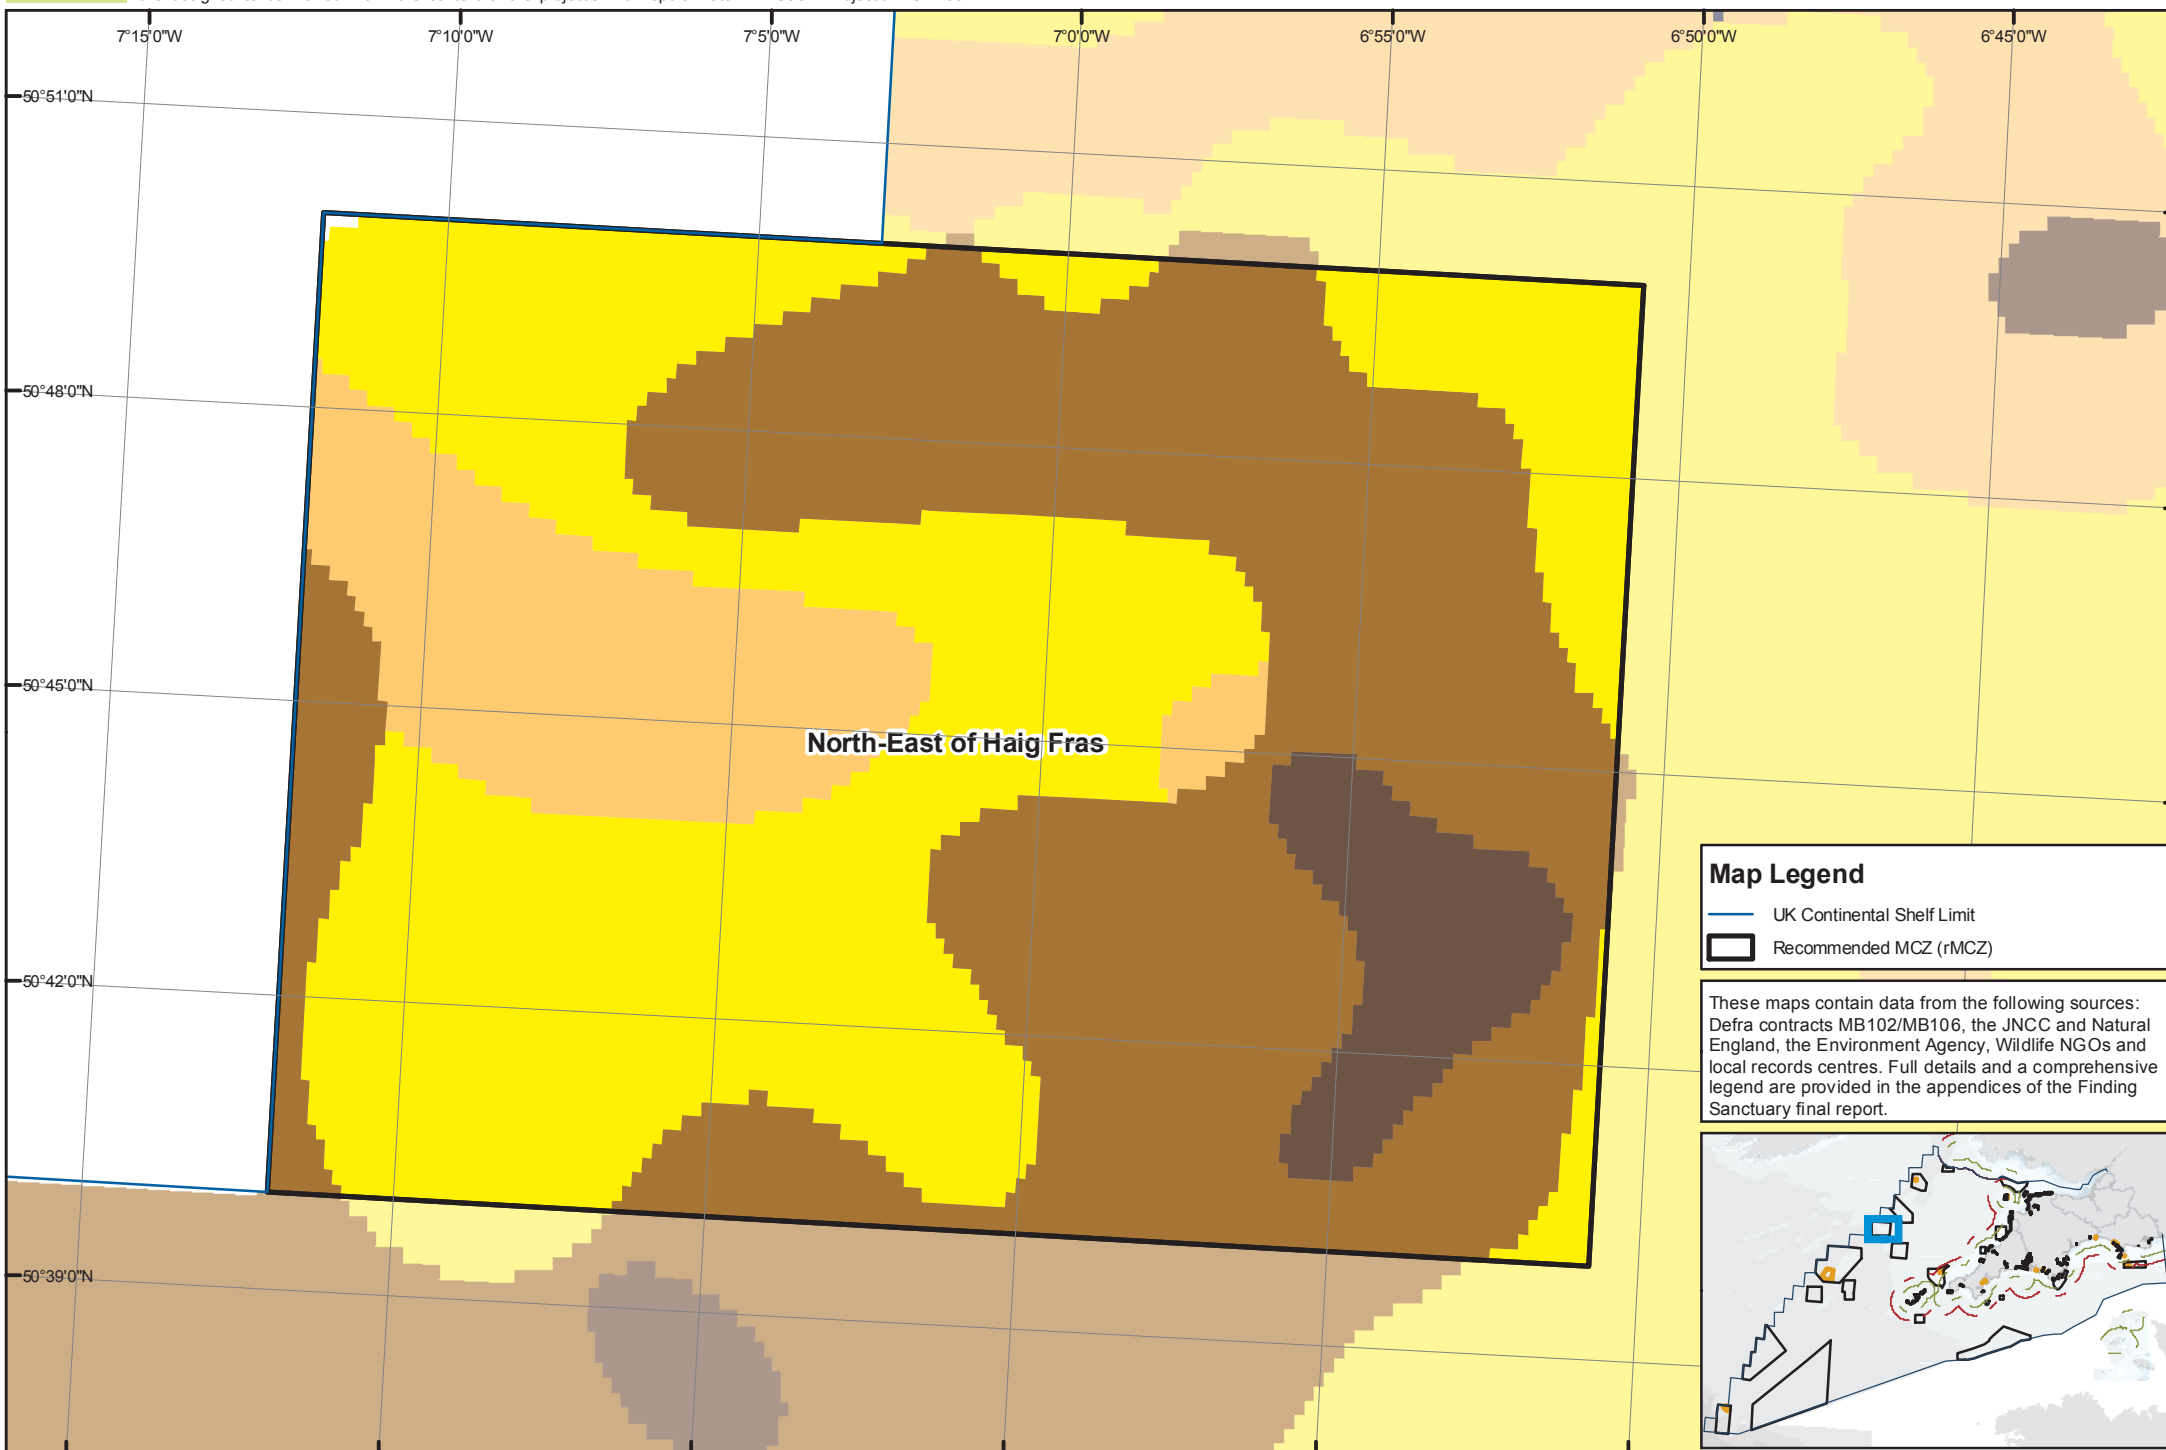 7°15'0"W 7°10'0"W 7°5'0"W 7°0'0"W 6°55'0"W 6°50'0"W 6°45'0"W
50°51'0"N
50°48'0"N
50°45'0"N
North-East of Haig Fras
50°42'0"N
50°39'0"N
Map Legend
UK Continental Shelf Limit
Recommended MCZ (rMCZ)
These maps contain data from the following sources:
Defra contracts MB102/MB106, the JNCC and Natural
England, the Environment Agency, Wildlife NGOs and
local records centres. Full details and a comprehensive
legend are provided in the appendices of the Finding
Sanctuary final report.